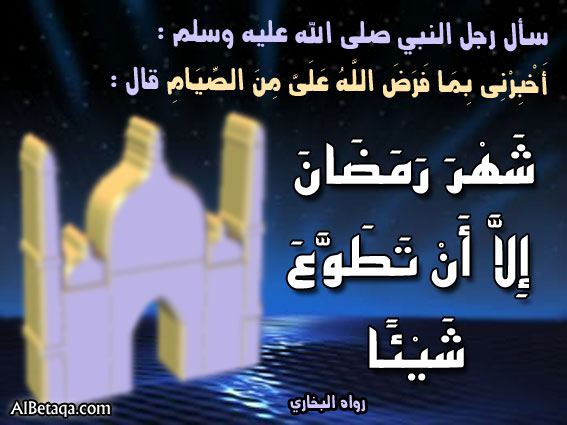 سأل رجل النبي صلى الله عليه وسلم :
أَخْبِرْنِى بِمَا فَرَضَ اللَّهُ عَلَىَّ مِنَ الصِّيَامِ قال :
شَهْرَ رَمَضَانَ
إِلاَّ أَنْ تَطَوَّعَ
شَيْئًا
رواه البخاري
AlBetaqa.com